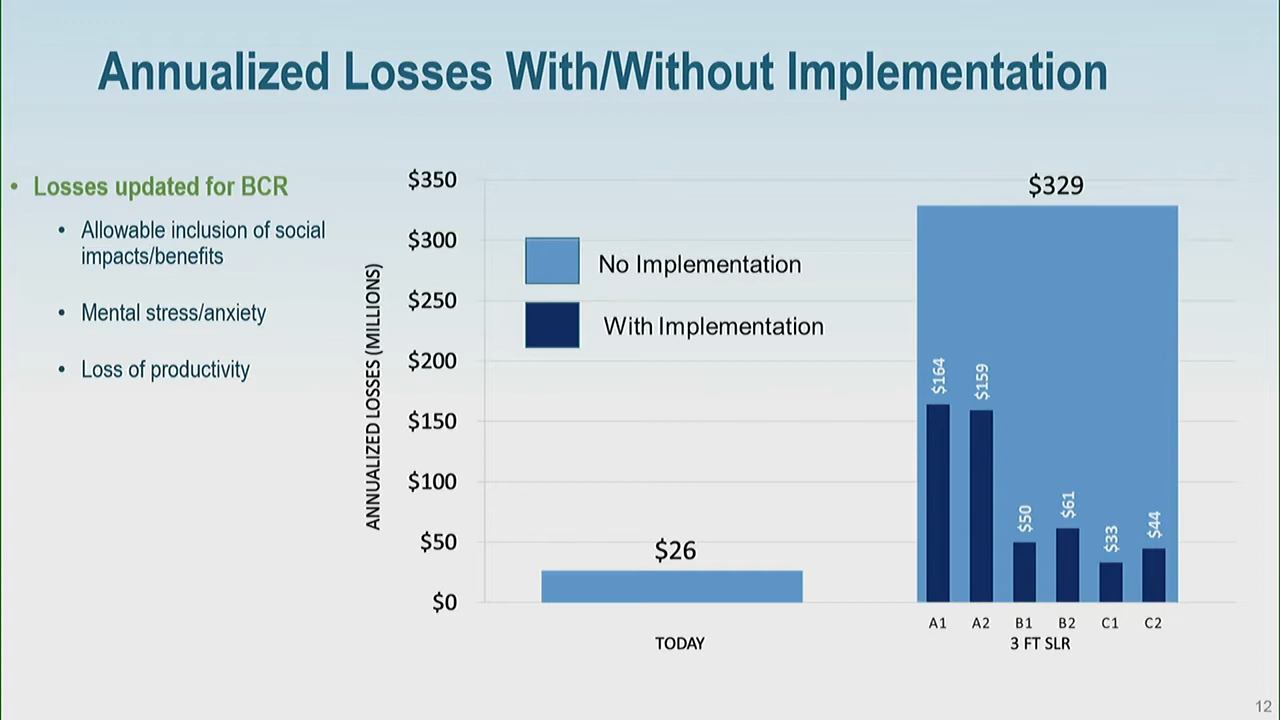 Annualized Losses With/Without Implementation
• Losses updated for BCR
• Allowable inclusion of social
impacts/benefits
• Mental stress/anxiety
• Loss of productivity
ANNUALIZED LOSSES (MILLIONS)
$350
$300
$250
$200
$150
$100
$50
$0
No Implementation
With Implementation
$26
$329
$164
$159
$50
$61
$33
$44
A1 A2 B1 B2 C1 C2
TODAY
3 FT SLR
12